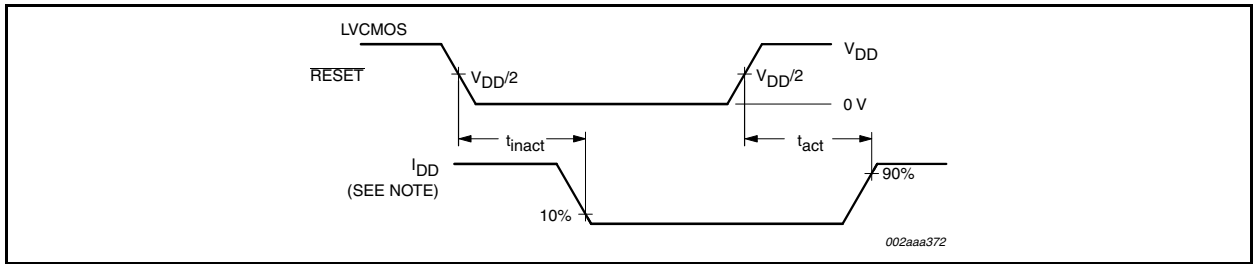 LVCMOS
RESET
VDD/2
VDD/2
VDD
0 V
tinact
tact
IDD
(SEE NOTE)
10%
90%
002aaa372